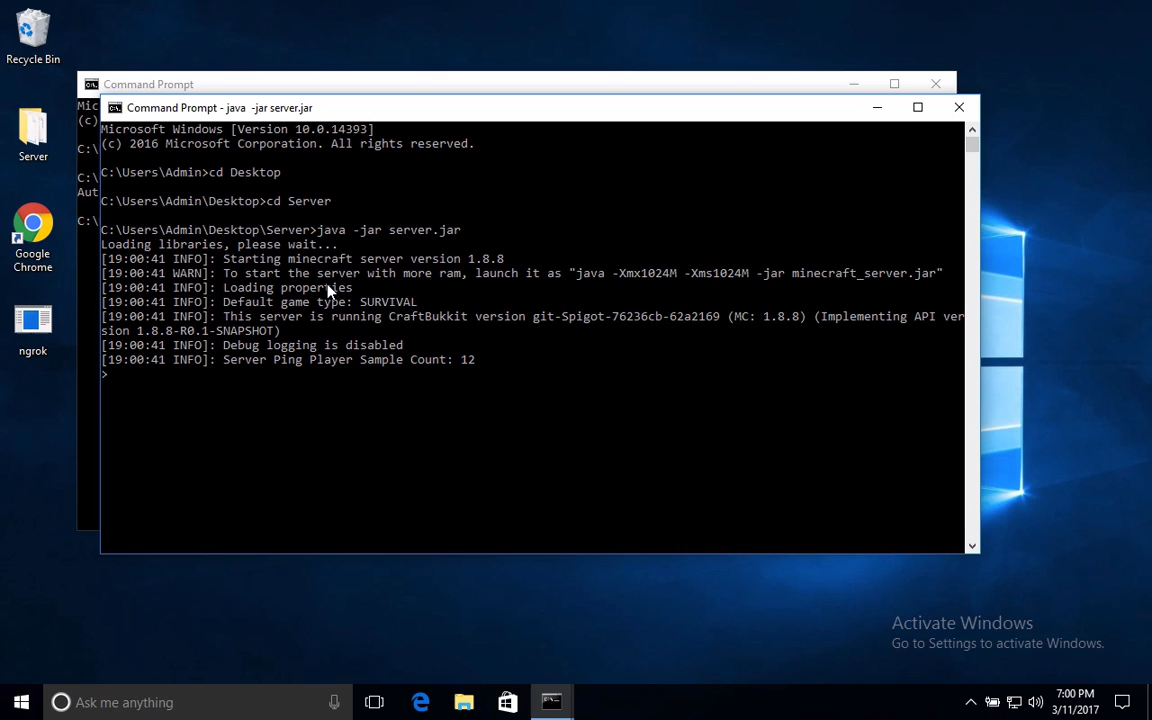 Recycle Bin
Server
Google
Chrome
ngrok
Command Prompt
Mic
(c)
C:\
C:\
Aut
C:\
Command Prompt - java  -jar server.jar
Microsoft Windows [Version 10.0.14393]
(c) 2016 Microsoft Corporation. All rights reserved.
C:\Users\Admin>cd Desktop
C:\Users\Admin\Desktop>cd Server
C:\Users\Admin\Desktop\Server>java -jar server.jar
Loading libraries, please wait...
[19:00:41 INFO]: Starting minecraft server version 1.8.8
[19:00:41 WARN]: To start the server with more ram, launch it as "java -Xmx1024M -Xms1024M -jar minecraft_server.jar"
[19:00:41 INFO]: Loading properties
[19:00:41 INFO]: Default game type: SURVIVAL
[19:00:41 INFO]: This server is running CraftBukkit version git-Spigot-76236cb-62a2169 (MC: 1.8.8) (Implementing API ver
sion 1.8.8-R0.1-SNAPSHOT)
[19:00:41 INFO]: Debug logging is disabled
[19:00:41 INFO]: Server Ping Player Sample Count: 12
>
Activate Windows
Go to Settings to activate Windows.
Ask me anything
7:00 PM
3/11/2017